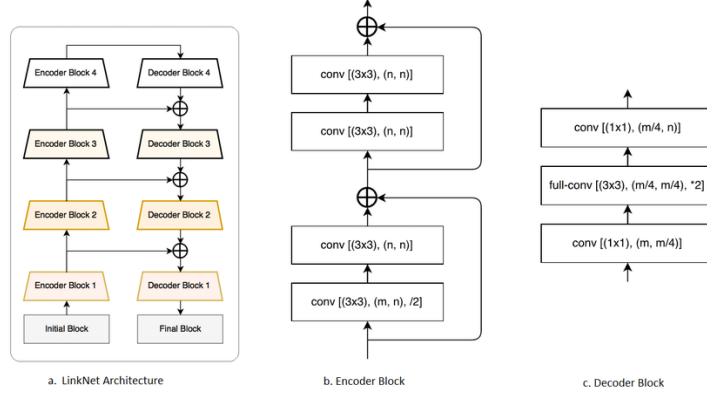 Encoder Block 4
Decoder Block 4
Encoder Block 3
Decoder Block 3
Encoder Block 2
Decoder Block 2
Encoder Block 1
Decoder Block 1
Initial Block
Final Block
a. LinkNet Architecture
conv [(3x3), (n, n)]
conv [(3x3), (n, n)]
conv [(3x3), (n, n)]
conv [(3x3), (m, n), /2]
b. Encoder Block
conv [(1x1), (m/4, n)]
full-conv [(3x3), (m/4, m/4), *2]
conv [(1x1), (m, m/4)]
c. Decoder Block